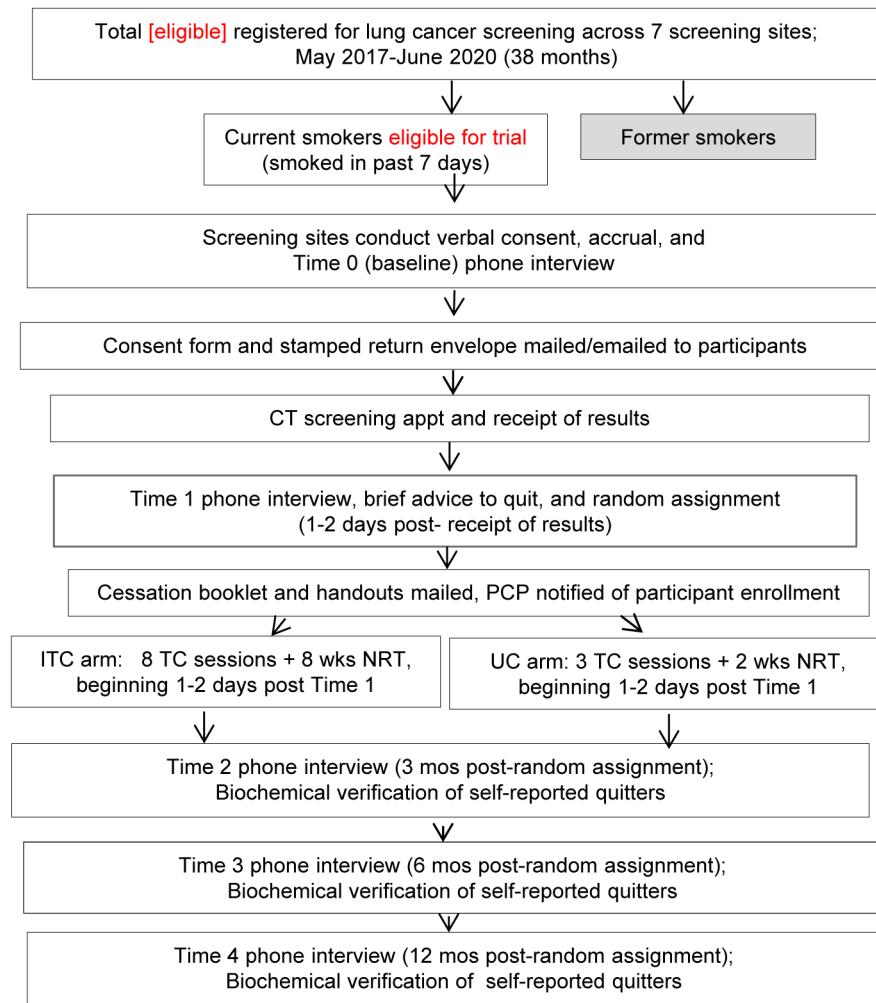 Total [eligible] registered for lung cancer screening across 7 screening sites;
May 2017-June 2020 (38 months)
Current smokers eligible for trial
(smoked in past 7 days)
Former smokers
Screening sites conduct verbal consent, accrual, and
Time 0 (baseline) phone interview
Consent form and stamped return envelope mailed/emailed to participants
CT screening appt and receipt of results
Time 1 phone interview, brief advice to quit, and random assignment
(1-2 days post- receipt of results)
Cessation booklet and handouts mailed, PCP notified of participant enrollment
ITC arm:   8 TC sessions + 8 wks NRT,
beginning 1-2 days post Time 1
UC arm: 3 TC sessions + 2 wks NRT,
beginning 1-2 days post Time 1
Time 2 phone interview (3 mos post-random assignment);
Biochemical verification of self-reported quitters
Time 3 phone interview (6 mos post-random assignment);
Biochemical verification of self-reported quitters
Time 4 phone interview (12 mos post-random assignment);
Biochemical verification of  self-reported quitters